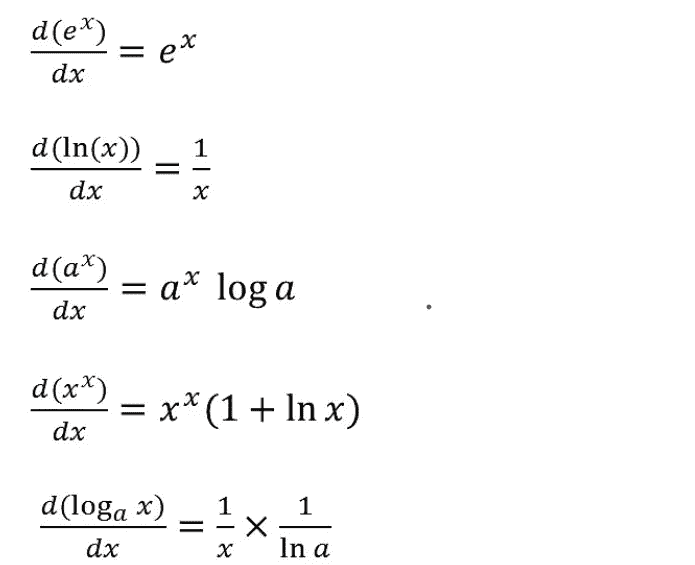 d(e^x)/dx = e^x
d(ln(x))/dx = 1/x
d(a^x)/dx = a^x log a
d(x^x)/dx = x^x(1 + ln x)
d(log_a x)/dx = 1/x × 1/ln a